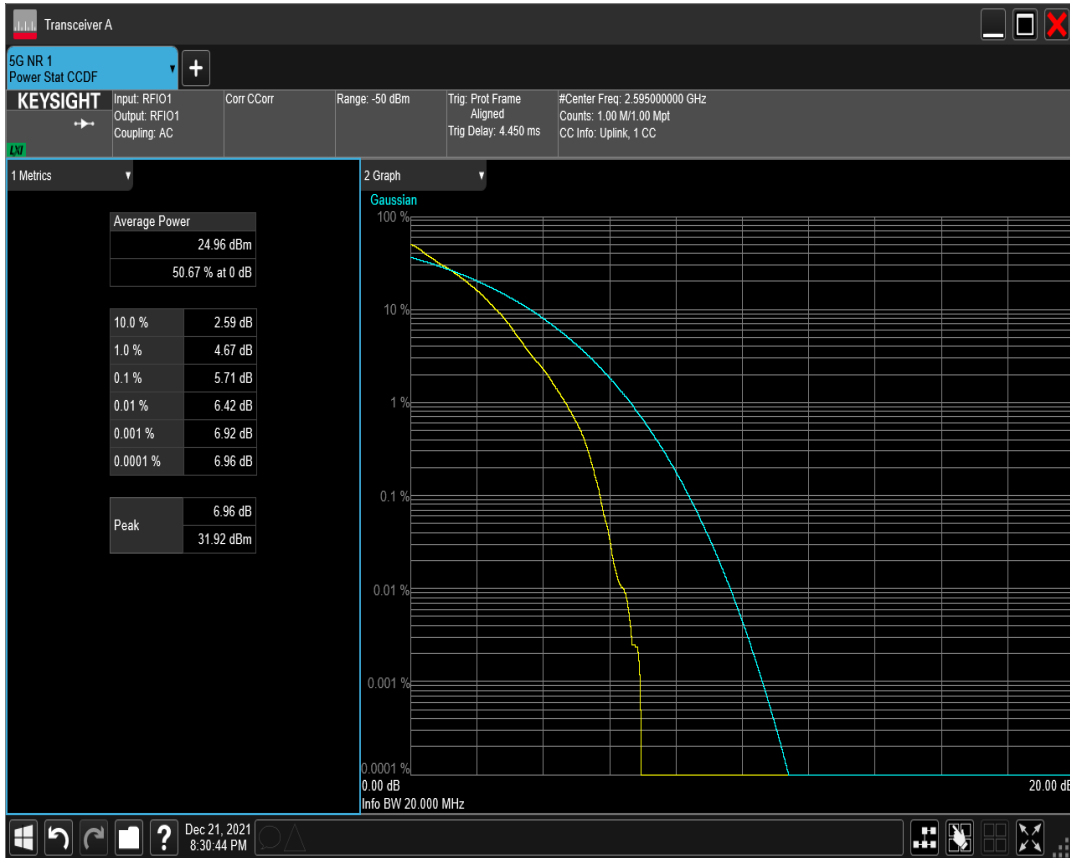 Transceiver A
5G NR 1
Power Stat CCDF
KEYSIGHT
LXI
Input: RFIO1
Output: RFIO1
Coupling: AC
Corr CCorr
Range: -50 dBm
Trig: Prot Frame
Aligned
Trig Delay: 4.450 ms
#Center Freq: 2.595000000 GHz
Counts: 1.00 M/1.00 Mpt
CC Info: Uplink, 1 CC
1 Metrics
Average Power
24.96 dBm
50.67 % at 0 dB
10.0 % 2.59 dB
1.0 % 4.67 dB
0.1 % 5.71 dB
0.01 % 6.42 dB
0.001 % 6.92 dB
0.0001 % 6.96 dB
Peak
6.96 dB
31.92 dBm
2 Graph
Gaussian
100 %
10 %
1 %
0.1 %
0.01 %
0.001 %
0.0001 %
0.00 dB 20.00 dB
Info BW 20.000 MHz
? Dec 21, 2021
8:30:44 PM